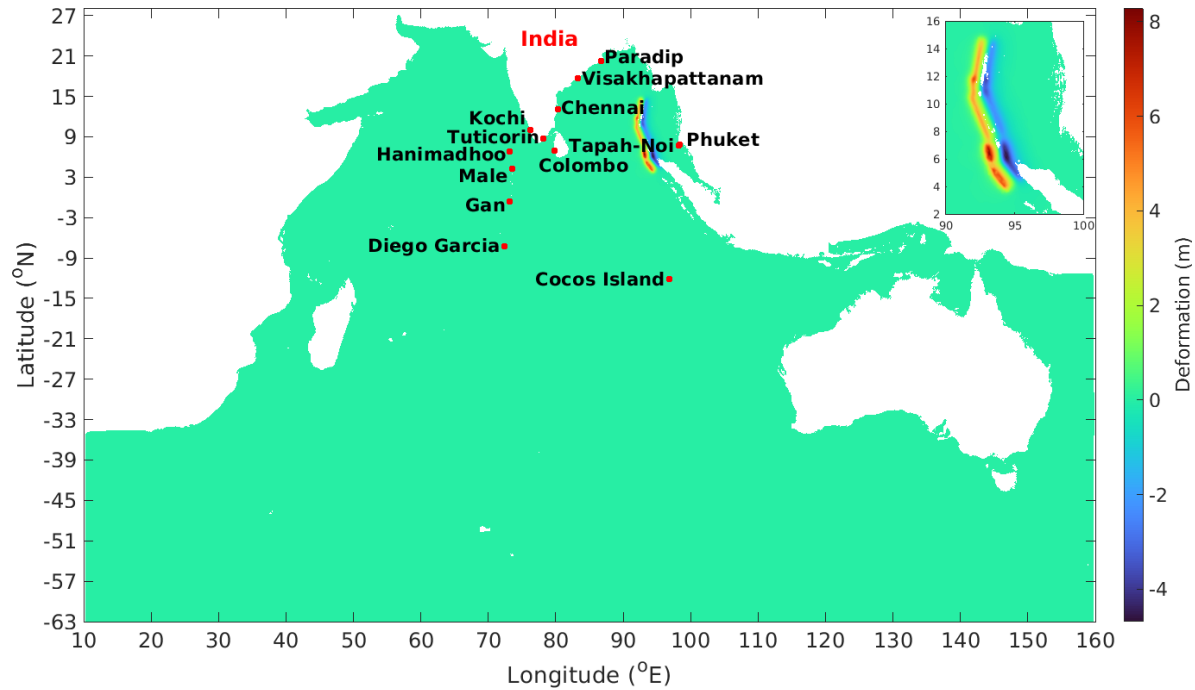 India
Paradip
Visakhapattanam
Chennai
Kochi
Tuticorin
Hanimadhoo
Tapah-Noi
Phuket
Colombo
Male
Gan
Diego Garcia
Cocos Island
27
21
15
9
3
-3
-9
-15
-21
-27
-33
-39
-45
-51
-57
-63
Latitude (°N)
10 20 30 40 50 60 70 80 90 100 110 120 130 140 150 160
Longitude (°E)
16
14
12
10
8
6
4
2
90 95 100
8
6
4
2
0
-2
-4
Deformation (m)